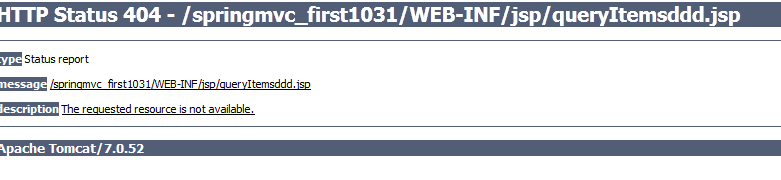 HTTP Status 404 - /springmvc_first1031/WEB-INF/jsp/queryItemsddd.jsp
type Status report
message /springmvc_first1031/WEB-INF/jsp/queryItemsddd.jsp
description The requested resource is not available.
Apache Tomcat/7.0.52